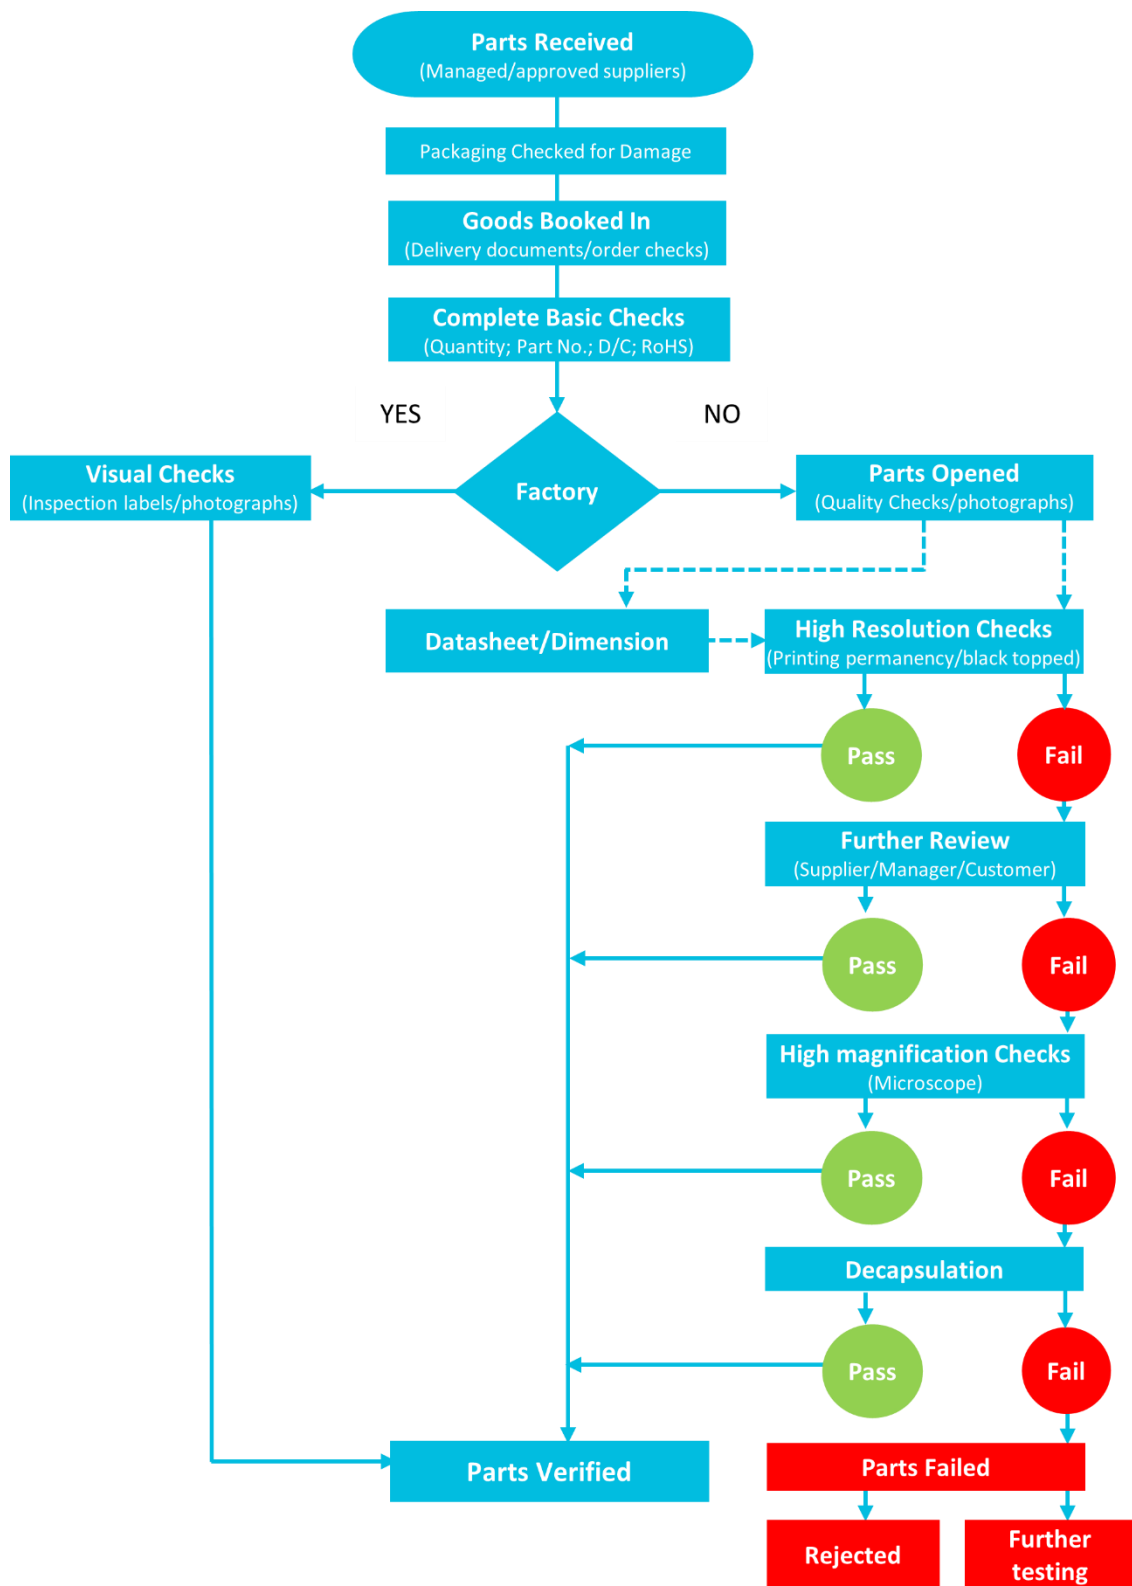 Parts Received
(Managed/approved suppliers)
Packaging Checked for Damage
Goods Booked In
(Delivery documents/order checks)
Complete Basic Checks
(Quantity; Part No.; D/C; RoHS)
YES
NO
Visual Checks
(Inspection labels/photographs)
Factory
Parts Opened
(Quality Checks/photographs)
Datasheet/Dimension
High Resolution Checks
(Printing permanency/black topped)
Pass
Fail
Further Review
(Supplier/Manager/Customer)
Pass
Fail
High magnification Checks
(Microscope)
Pass
Fail
Decapsulation
Pass
Fail
Parts Verified
Parts Failed
Rejected
Further
testing